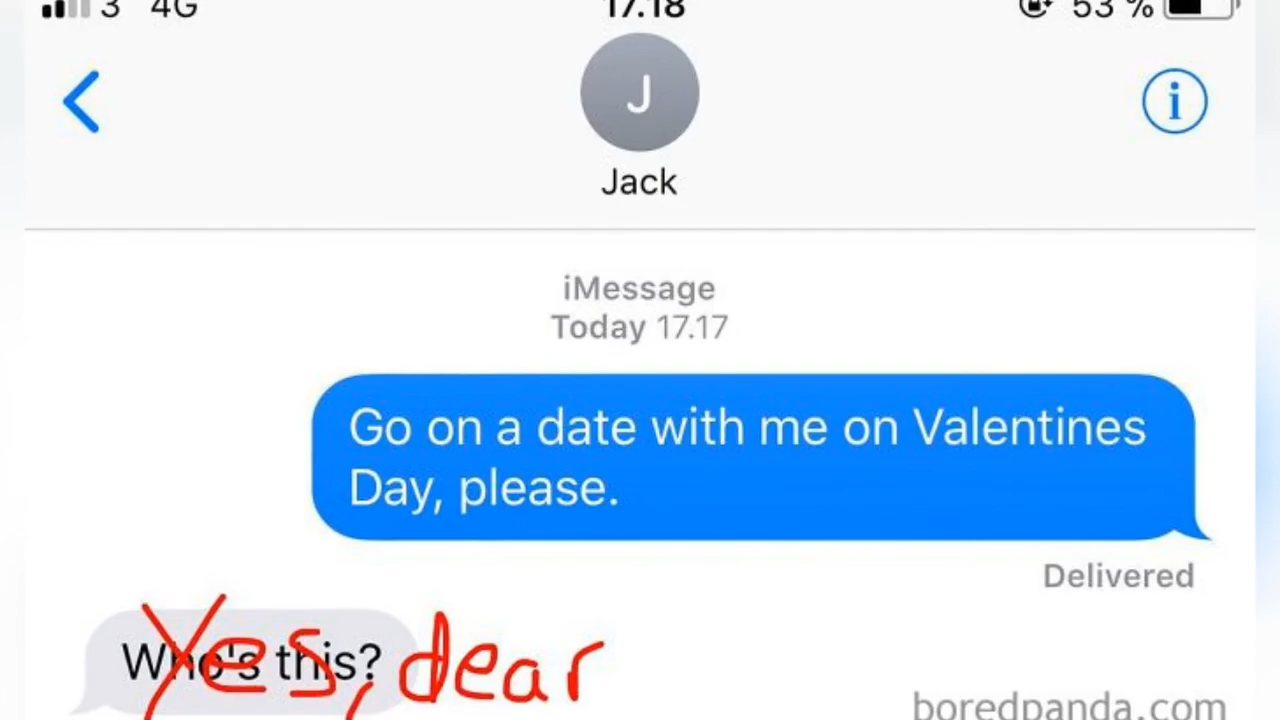 3 4G 17.18 53 %
J
Jack
iMessage
Today 17.17
Go on a date with me on Valentines
Day, please.
Delivered
Who's this?
Yes, dear
boredpanda.com